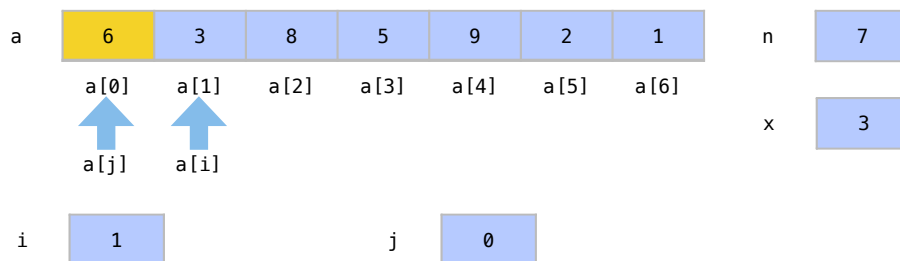 a 6 3 8 5 9 2 1 n 7
a[0] a[1] a[2] a[3] a[4] a[5] a[6]
x 3
a[j] a[i]
i 1 j 0